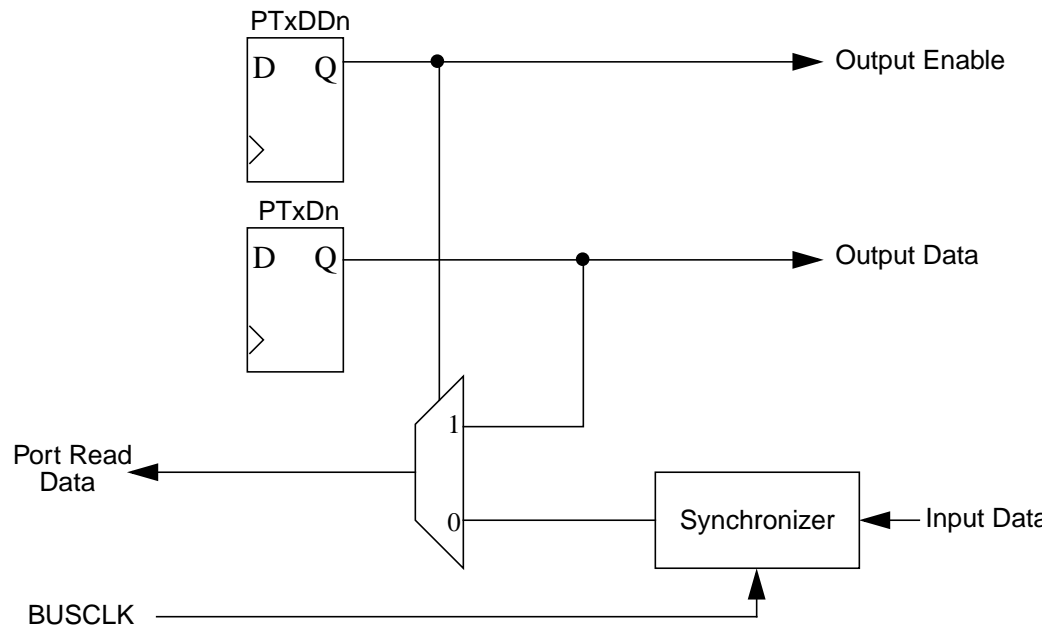 PTxDDn
D Q
Output Enable
PTxDn
D Q
Output Data
1
Port Read
Data
0
Synchronizer
Input Data
BUSCLK